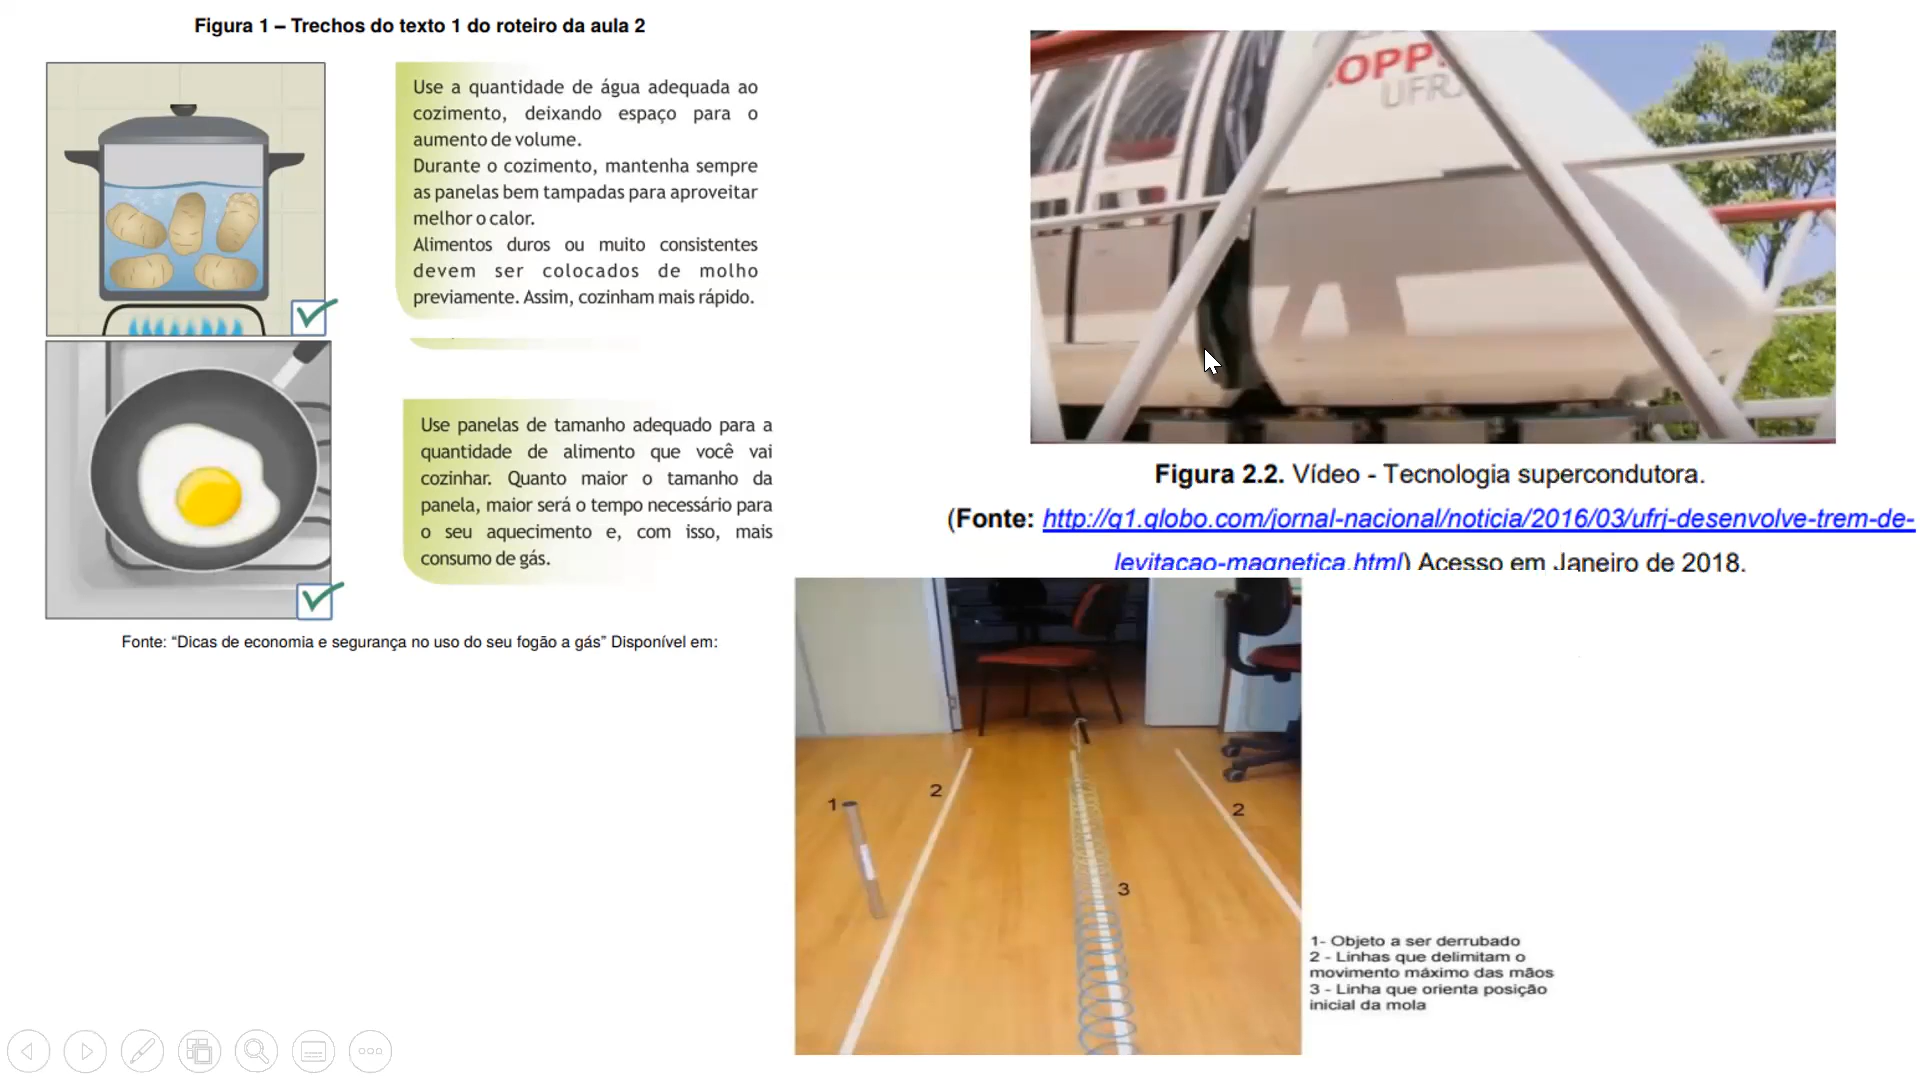 Figura 1 – Trechos do texto 1 do roteiro da aula 2
Use a quantidade de água adequada ao
cozimento, deixando espaço para o
aumento de volume.
Durante o cozimento, mantenha sempre
as panelas bem tampadas para aproveitar
melhor o calor.
Alimentos duros ou muito consistentes
devem ser colocados de molho
previamente. Assim, cozinham mais rápido.
Use panelas de tamanho adequado para a
quantidade de alimento que você vai
cozinhar. Quanto maior o tamanho da
panela, maior será o tempo necessário para
o seu aquecimento e, com isso, mais
consumo de gás.
Fonte: “Dicas de economia e segurança no uso do seu fogão a gás” Disponível em:
OPP
UFRJ
Figura 2.2. Vídeo - Tecnologia supercondutora.
(Fonte: http://g1.globo.com/jornal-nacional/noticia/2016/03/ufrj-desenvolve-trem-de-
levitacao-magnetica.html) Acesso em Janeiro de 2018.
1
2
2
3
1- Objeto a ser derrubado
2 - Linhas que delimitam o
movimento máximo das mãos
3 - Linha que orienta posição
inicial da mola